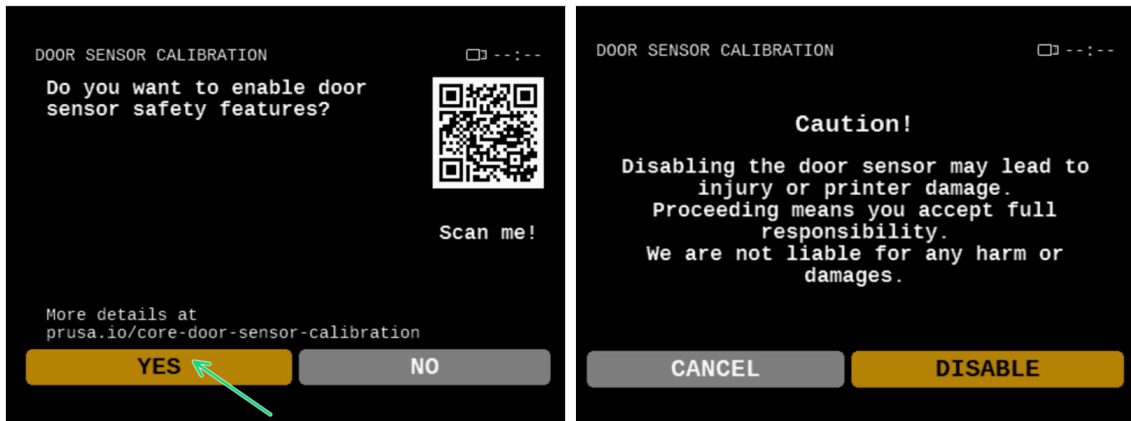 DOOR SENSOR CALIBRATION
--:--
Do you want to enable door
sensor safety features?
Scan me!
More details at
prusa.io/core-door-sensor-calibration
YES
NO
DOOR SENSOR CALIBRATION
--:--
Caution!
Disabling the door sensor may lead to
injury or printer damage.
Proceeding means you accept full
responsibility.
We are not liable for any harm or
damages.
CANCEL
DISABLE